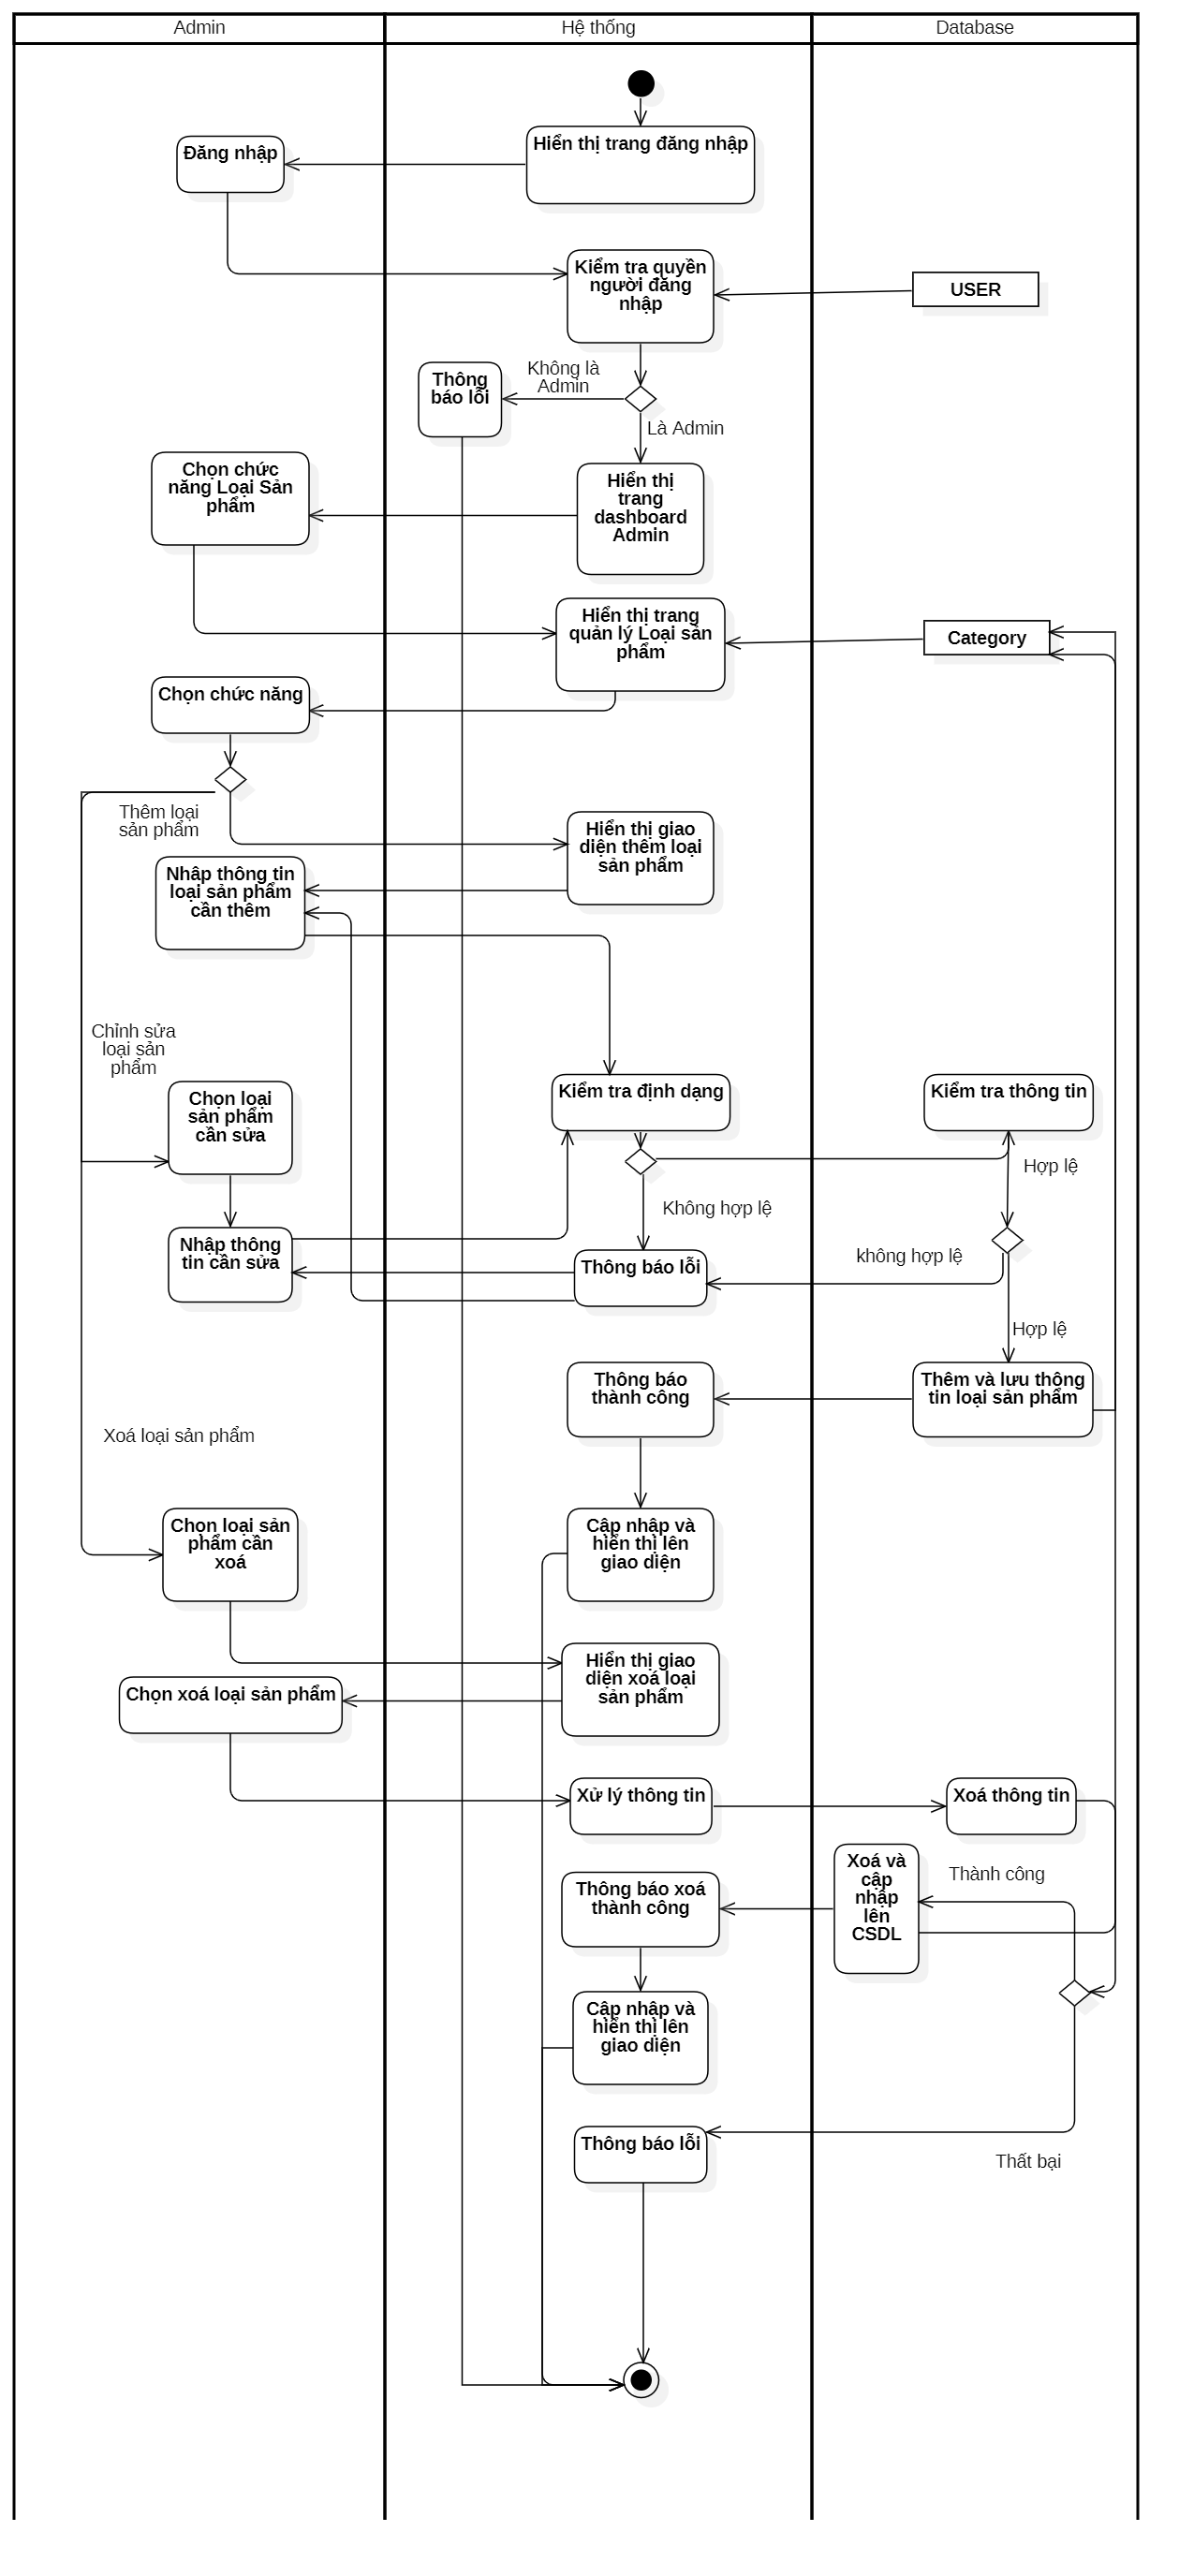 Admin
Hệ thống
Database
Hiển thị trang đăng nhập
Đăng nhập
Kiểm tra quyền
người đăng
nhập
USER
Không là
Admin
Thông
báo lỗi
Là Admin
Chọn chức
năng Loại Sản
phẩm
Hiển thị
trang
dashboard
Admin
Hiển thị trang
quản lý Loại sản
phẩm
Category
Chọn chức năng
Thêm loại
sản phẩm
Hiển thị giao
diện thêm loại
sản phẩm
Nhập thông tin
loại sản phẩm
cần thêm
Chỉnh sửa
loại sản
phẩm
Chọn loại
sản phẩm
cần sửa
Kiểm tra định dạng
Kiểm tra thông tin
Hợp lệ
Không hợp lệ
Nhập thông
tin cần sửa
Thông báo lỗi
không hợp lệ
Hợp lệ
Thông báo
thành công
Thêm và lưu thông
tin loại sản phẩm
Xoá loại sản phẩm
Chọn loại sản
phẩm cần
xoá
Cập nhập và
hiển thị lên
giao diện
Hiển thị giao
diện xoá loại
sản phẩm
Chọn xoá loại sản phẩm
Xử lý thông tin
Xoá thông tin
Xoá và
cập
nhập
lên
CSDL
Thành công
Thông báo xoá
thành công
Cập nhập và
hiển thị lên
giao diện
Thông báo lỗi
Thất bại